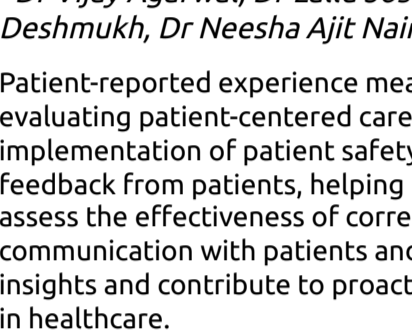 Deshmukh, Dr Neesha Ajit Nair
Patient-reported experience mea
evaluating patient-centered care
implementation of patient safety
feedback from patients, helping
assess the effectiveness of corre
communication with patients and
insights and contribute to proact
in healthcare.